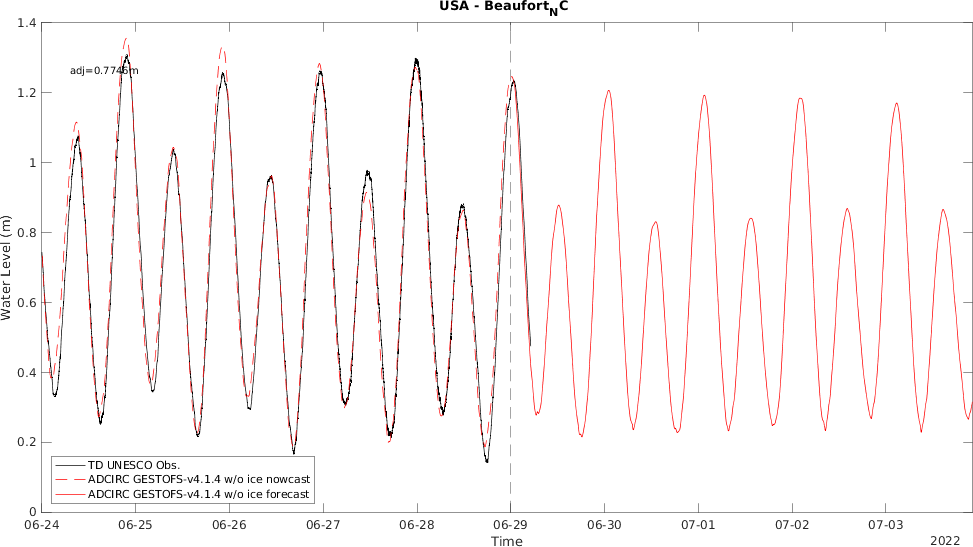 USA - Beaufort_NC
1.4
adj=0.7746m
1.2
1
0.8
Water Level (m)
0.6
0.4
0.2
0
TD UNESCO Obs.
ADCIRC GESTOFS-v4.1.4 w/o ice nowcast
ADCIRC GESTOFS-v4.1.4 w/o ice forecast
06-24 06-25 06-26 06-27 06-28 06-29 06-30 07-01 07-02 07-03
Time
2022